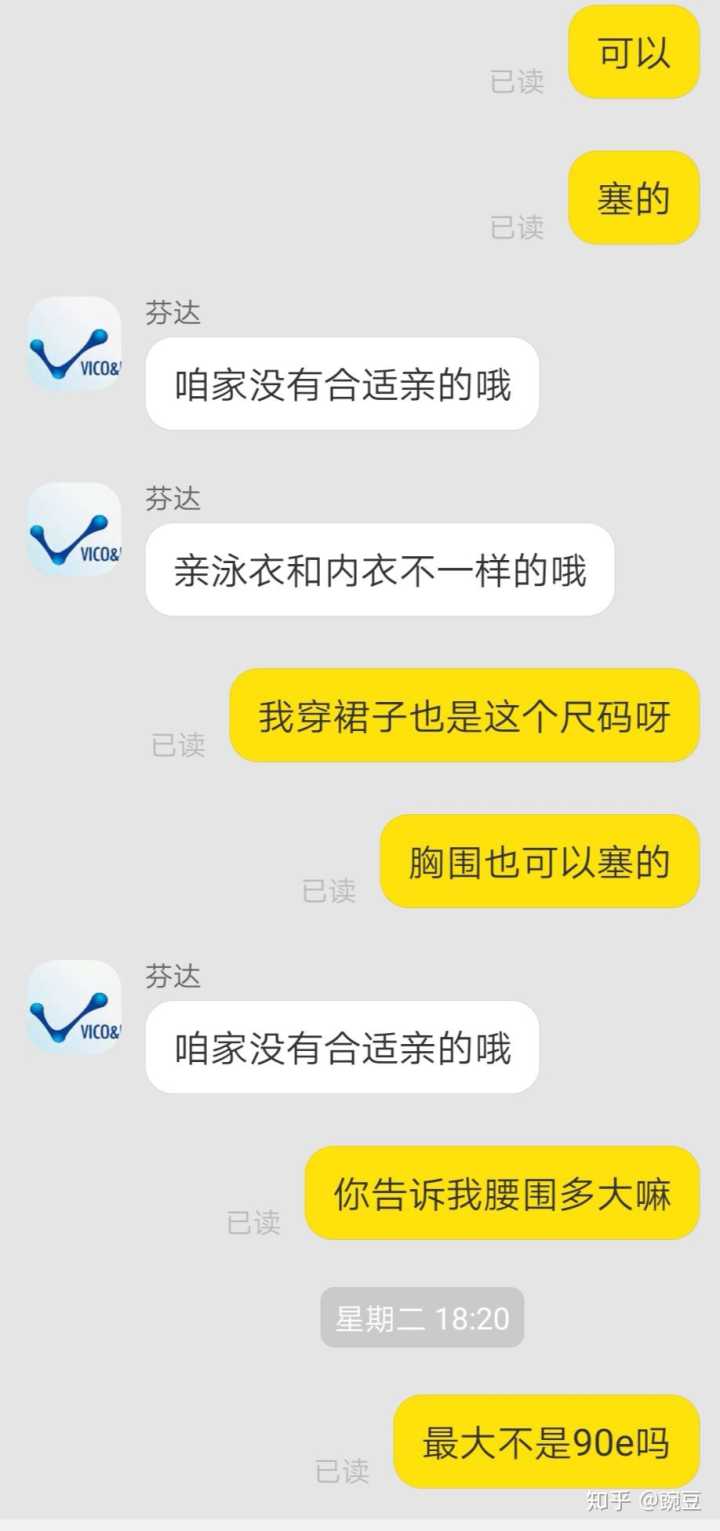 可以
已读
塞的
已读
芬达
VICO&
咱家没有合适亲的哦
芬达
VICO&
亲泳衣和内衣不一样的哦
我穿裙子也是这个尺码呀
已读
胸围也可以塞的
已读
芬达
VICO&
咱家没有合适亲的哦
你告诉我腰围多大嘛
已读
星期二 18:20
最大不是90e吗
已读
知乎 @豌豆